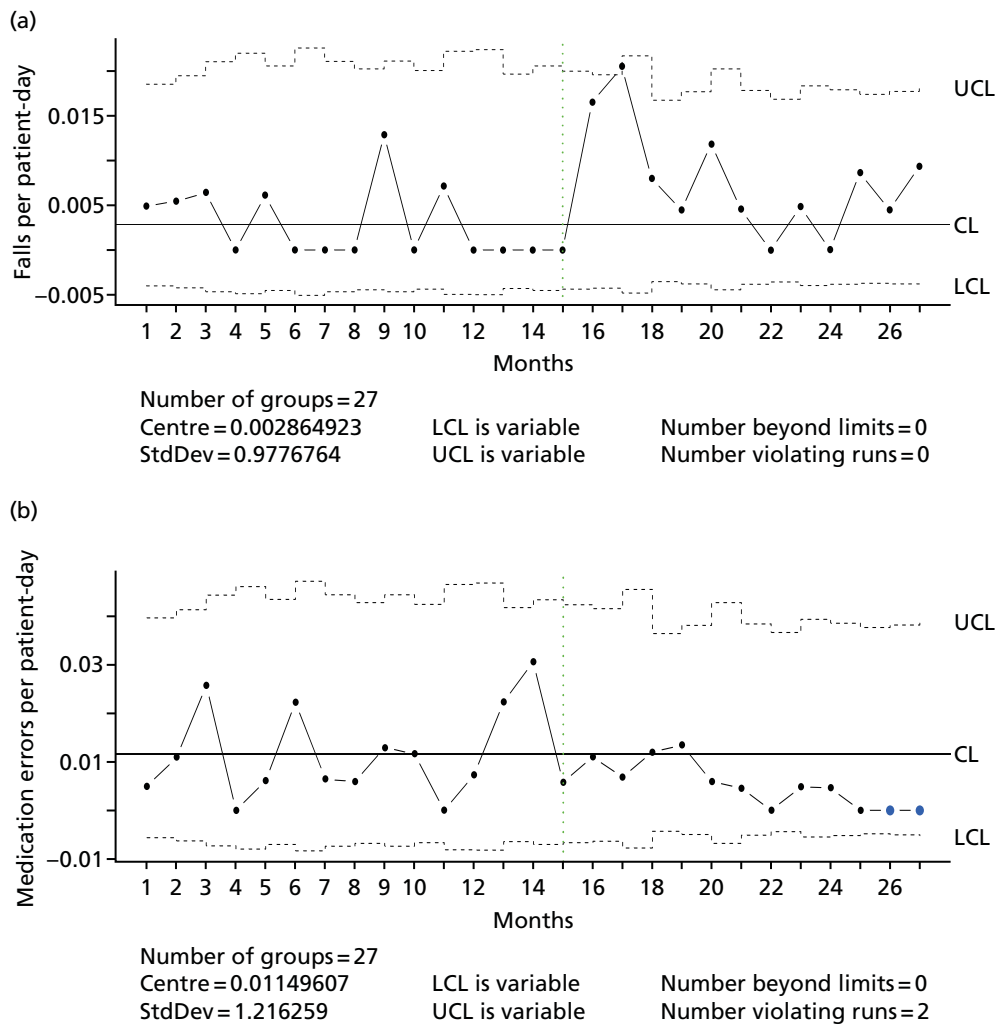 (a)
Falls per patient-day
0.015
0.005
−0.005
UCL
CL
LCL
1 2 3 4 5 6 7 8 9 10 12 14 16 18 20 22 24 26
Months
Number of groups=27
Centre=0.002864923 LCL is variable Number beyond limits=0
StdDev=0.9776764 UCL is variable Number violating runs=0
(b)
Medication errors per patient-day
0.03
0.01
−0.01
UCL
CL
LCL
1 2 3 4 5 6 7 8 9 10 12 14 16 18 20 22 24 26
Months
Number of groups=27
Centre=0.01149607 LCL is variable Number beyond limits=0
StdDev=1.216259 UCL is variable Number violating runs=2